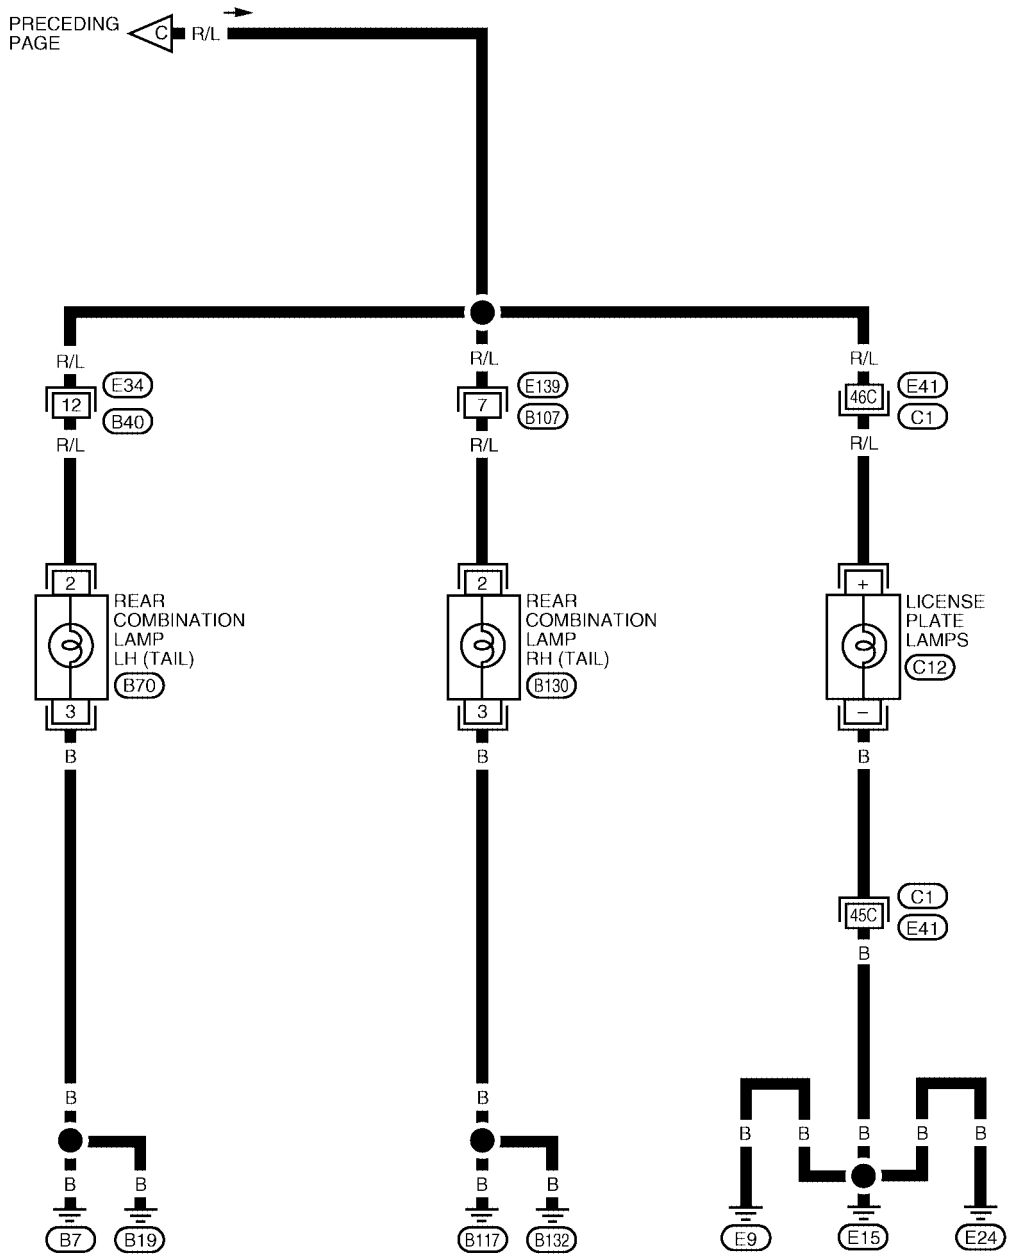 PRECEDING
PAGE
C
R/L
R/L
R/L
R/L
12
E34
B40
7
E139
B107
46C
E41
C1
R/L
R/L
R/L
2
2
+
REAR
COMBINATION
LAMP
LH (TAIL)
B70
REAR
COMBINATION
LAMP
RH (TAIL)
B130
LICENSE
PLATE
LAMPS
C12
3
3
–
B
B
B
45C
C1
E41
B
B
B
B
B
B
B
B
B
B
B
B
B7
B19
B117
B132
E9
E15
E24